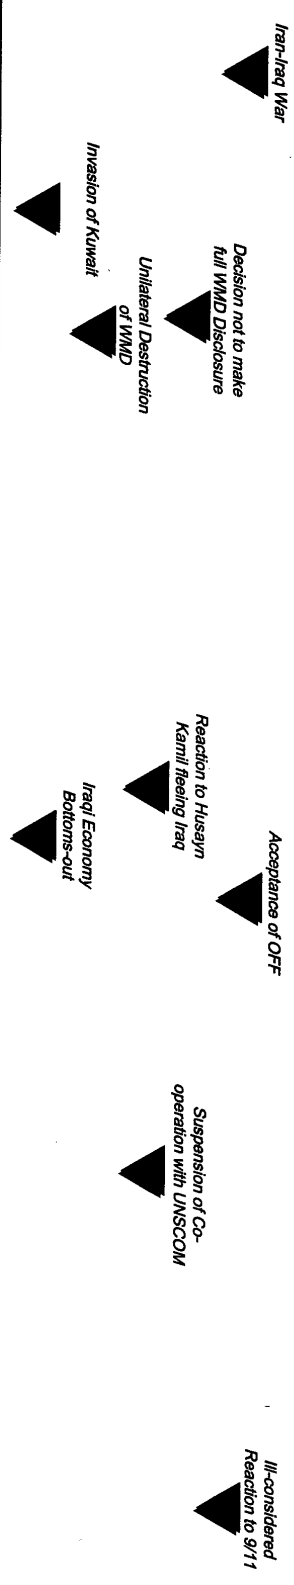 Iran-Iraq War
Invasion of Kuwait
Decision not to make
full WMD Disclosure
Unilateral Destruction
of WMD
Reaction to Husayn
Kamil fleeing Iraq
Iraqi Economy
Bottoms-out
Acceptance of OFF
Suspension of Co-
operation with UNSCOM
Ill-considered
Reaction to 9/11